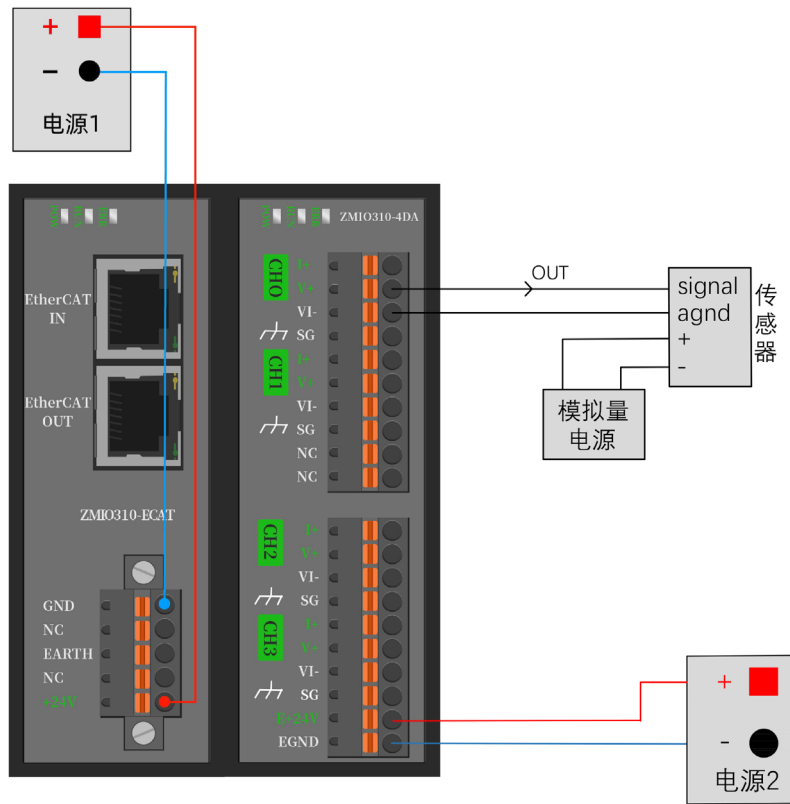 +
−
电源1
ZMIO310-4DA
EtherCAT
IN
EtherCAT
OUT
ZMIO310-ECAT
GND
NC
EARTH
NC
+24V
CH0
I+
V+
VI-
SG
CH1
I+
V+
VI-
SG
NC
NC
CH2
I+
V+
VI-
SG
CH3
I+
V+
VI-
SG
E+24V
EGND
OUT
signal
agnd
+
-
传感器
模拟量
电源
+
-
电源2